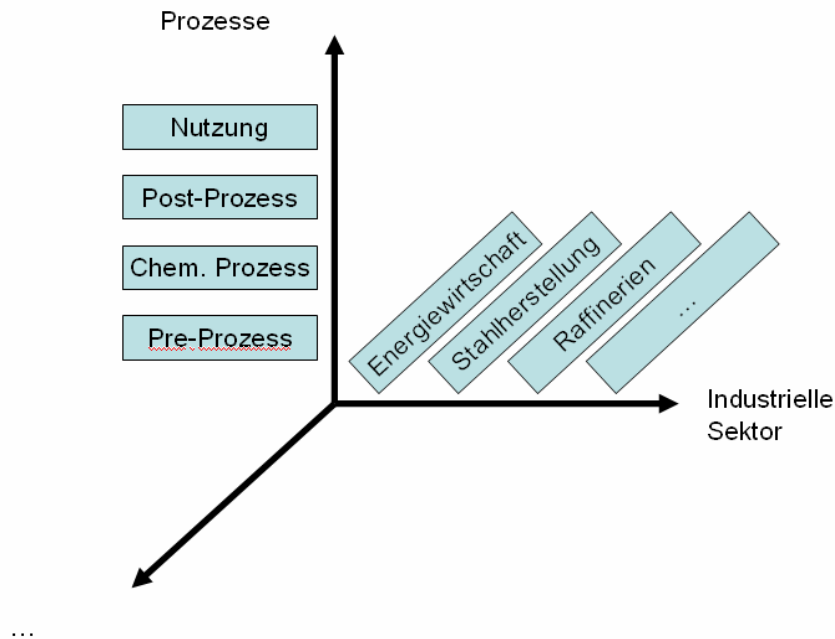 Prozesse
Nutzung
Post-Prozess
Chem. Prozess
Pre-Prozess
Energiewirtschaft
Stahlherstellung
Raffinerien
...
Industrielle
Sektor
...